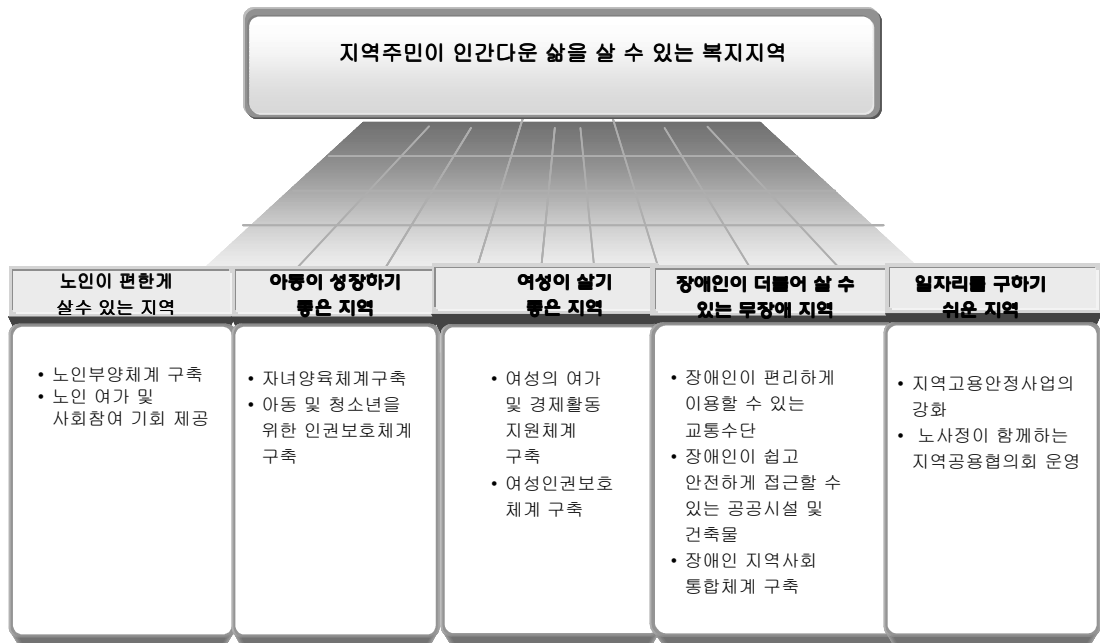 지역주민이 인간다운 삶을 살 수 있는 복지지역
노인이 편한게
살수 있는 지역
• 노인부양체계 구축
• 노인 여가 및
사회참여 기회 제공
아동이 성장하기
좋은 지역
• 자녀양육체계구축
• 아동 및 청소년을
위한 인권보호체계
구축
여성이 살기
좋은 지역
• 여성의 여가
및 경제활동
지원체계
구축
• 여성인권보호
체계 구축
장애인이 더불어 살 수
있는 무장애 지역
• 장애인이 편리하게
이용할 수 있는
교통수단
• 장애인이 쉽고
안전하게 접근할 수
있는 공공시설 및
건축물
• 장애인 지역사회
통합체계 구축
일자리를 구하기
쉬운 지역
• 지역고용안정사업의
강화
• 노사정이 함께하는
지역공용협의회 운영